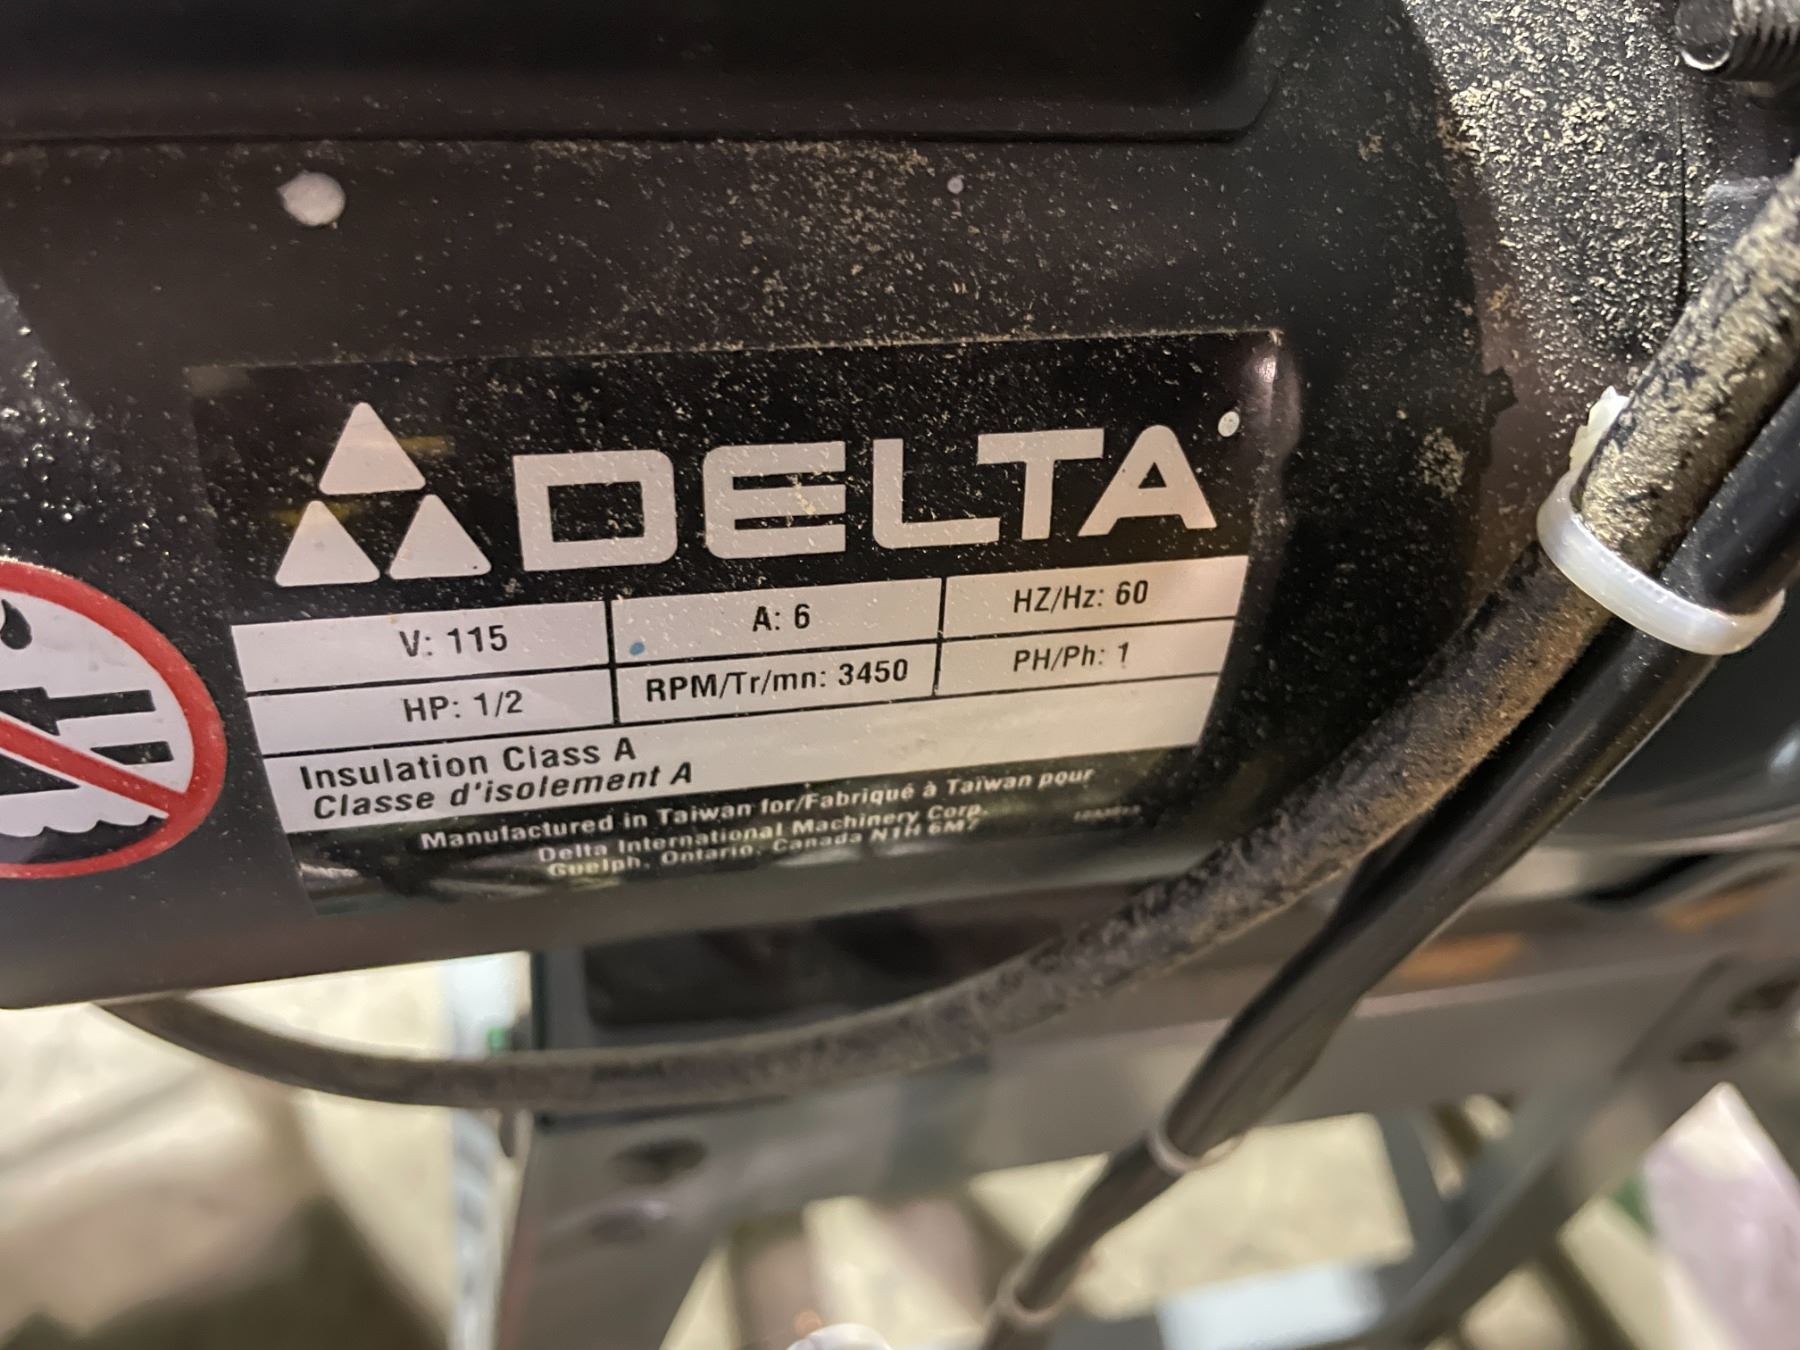 DELTA
V: 115
A: 6
HZ/Hz: 60
HP: 1/2
RPM/Tr/mn: 3450
PH/Ph: 1
Insulation Class A
Classe d'isolement A
Manufactured in Taiwan for/Fabriqué à Taïwan pour
Delta International Machinery Corp.
Guelph, Ontario, Canada N1H 6M7